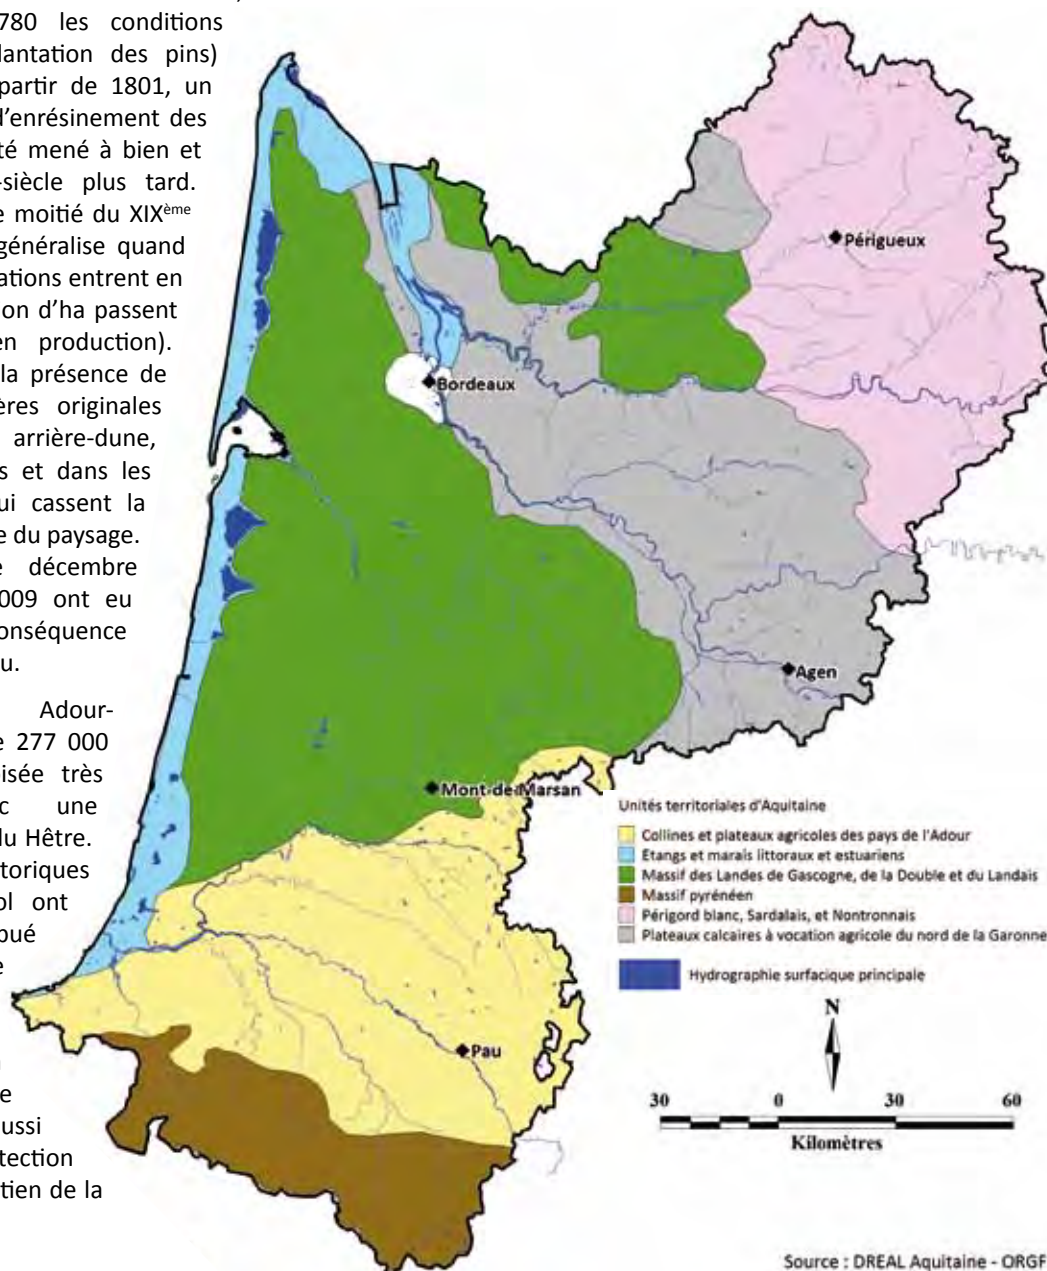 780 les conditions
lantation des pins)
partir de 1801, un
d'enrésinement des
té mené à bien et
-siècle plus tard.
e moitié du XIXème
généralise quand
ations entrent en
ion d'ha passent
en production).
la présence de
ères originales
arrière-dune,
s et dans les
ui cassent la
e du paysage.
e décembre
009 ont eu
onséquence
u.
Adour-
e 277 000
isée très
c une
du Hêtre.
toriques
ol ont
bué
e
e
ussi
tection
tien de la
Périgueux
Bordeaux
Agen
Mont-de-Marsan
Pau
Unités territoriales d'Aquitaine
Collines et plateaux agricoles des pays de l'Adour
Etangs et marais littoraux et estuariens
Massif des Landes de Gascogne, de la Double et du Landais
Massif pyrénéen
Périgord blanc, Sardalais, et Nontronnais
Plateaux calcaires à vocation agricole du nord de la Garonne
Hydrographie surfacique principale
N
30 0 30 60
Kilomètres
Source : DREAL Aquitaine - ORGF